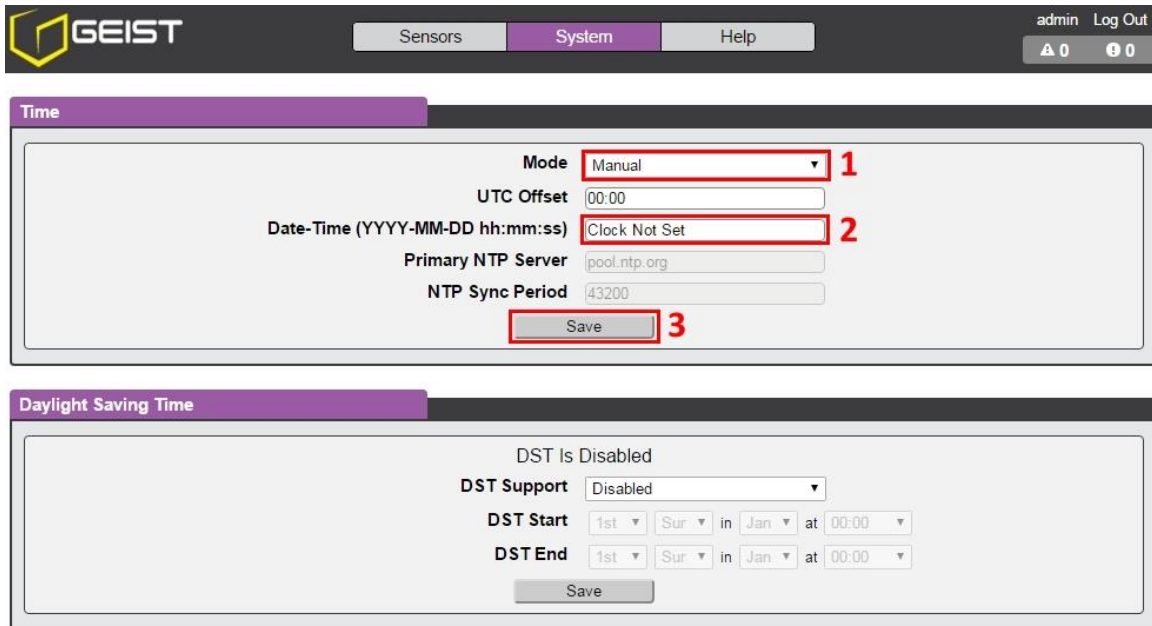 GEIST
Sensors System Help
admin Log Out
0 0
Time
Mode Manual 1
UTC Offset 00:00
Date-Time (YYYY-MM-DD hh:mm:ss) Clock Not Set 2
Primary NTP Server pool.ntp.org
NTP Sync Period 43200
Save 3
Daylight Saving Time
DST Is Disabled
DST Support Disabled
DST Start 1st Sur in Jan at 00:00
DST End 1st Sur in Jan at 00:00
Save